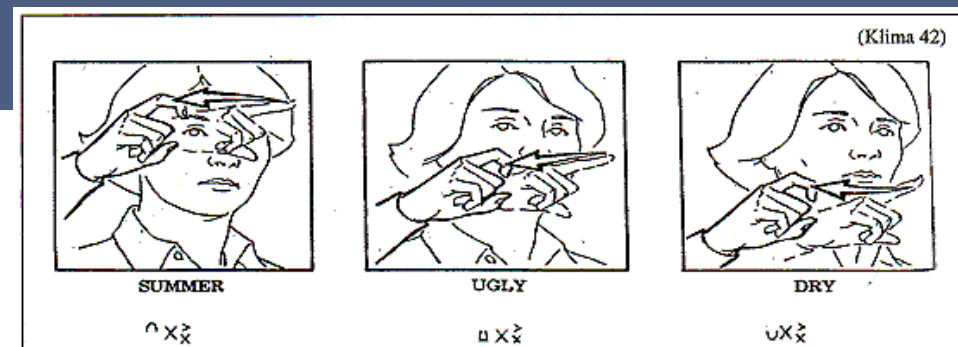 (Klima 42)
SUMMER UGLY DRY
∩ X X̌ ⊔ X X̌ ∪ X X̌